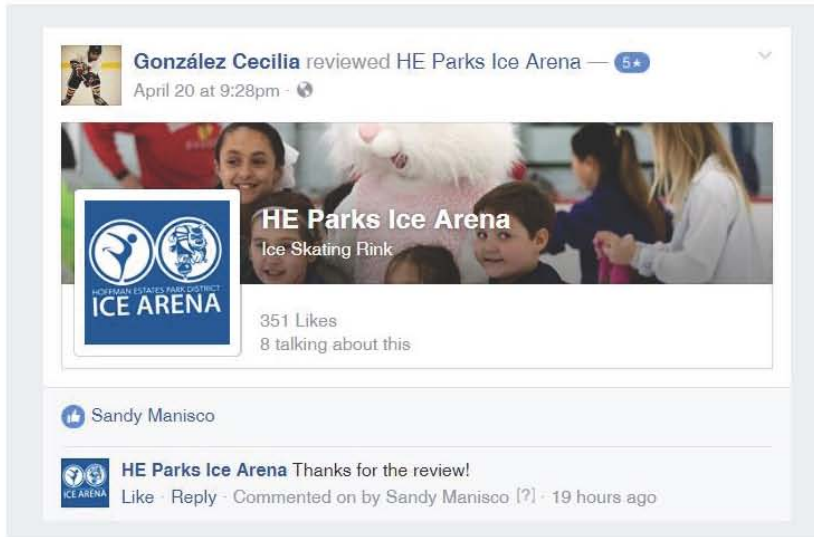 González Cecilia reviewed HE Parks Ice Arena — 5★
April 20 at 9:28pm ·
HE Parks Ice Arena
Ice Skating Rink
HOFFMAN ESTATES PARK DISTRICT
ICE ARENA
351 Likes
8 talking about this
Sandy Manisco
HE Parks Ice Arena Thanks for the review!
ICE ARENA
Like · Reply · Commented on by Sandy Manisco [?] · 19 hours ago